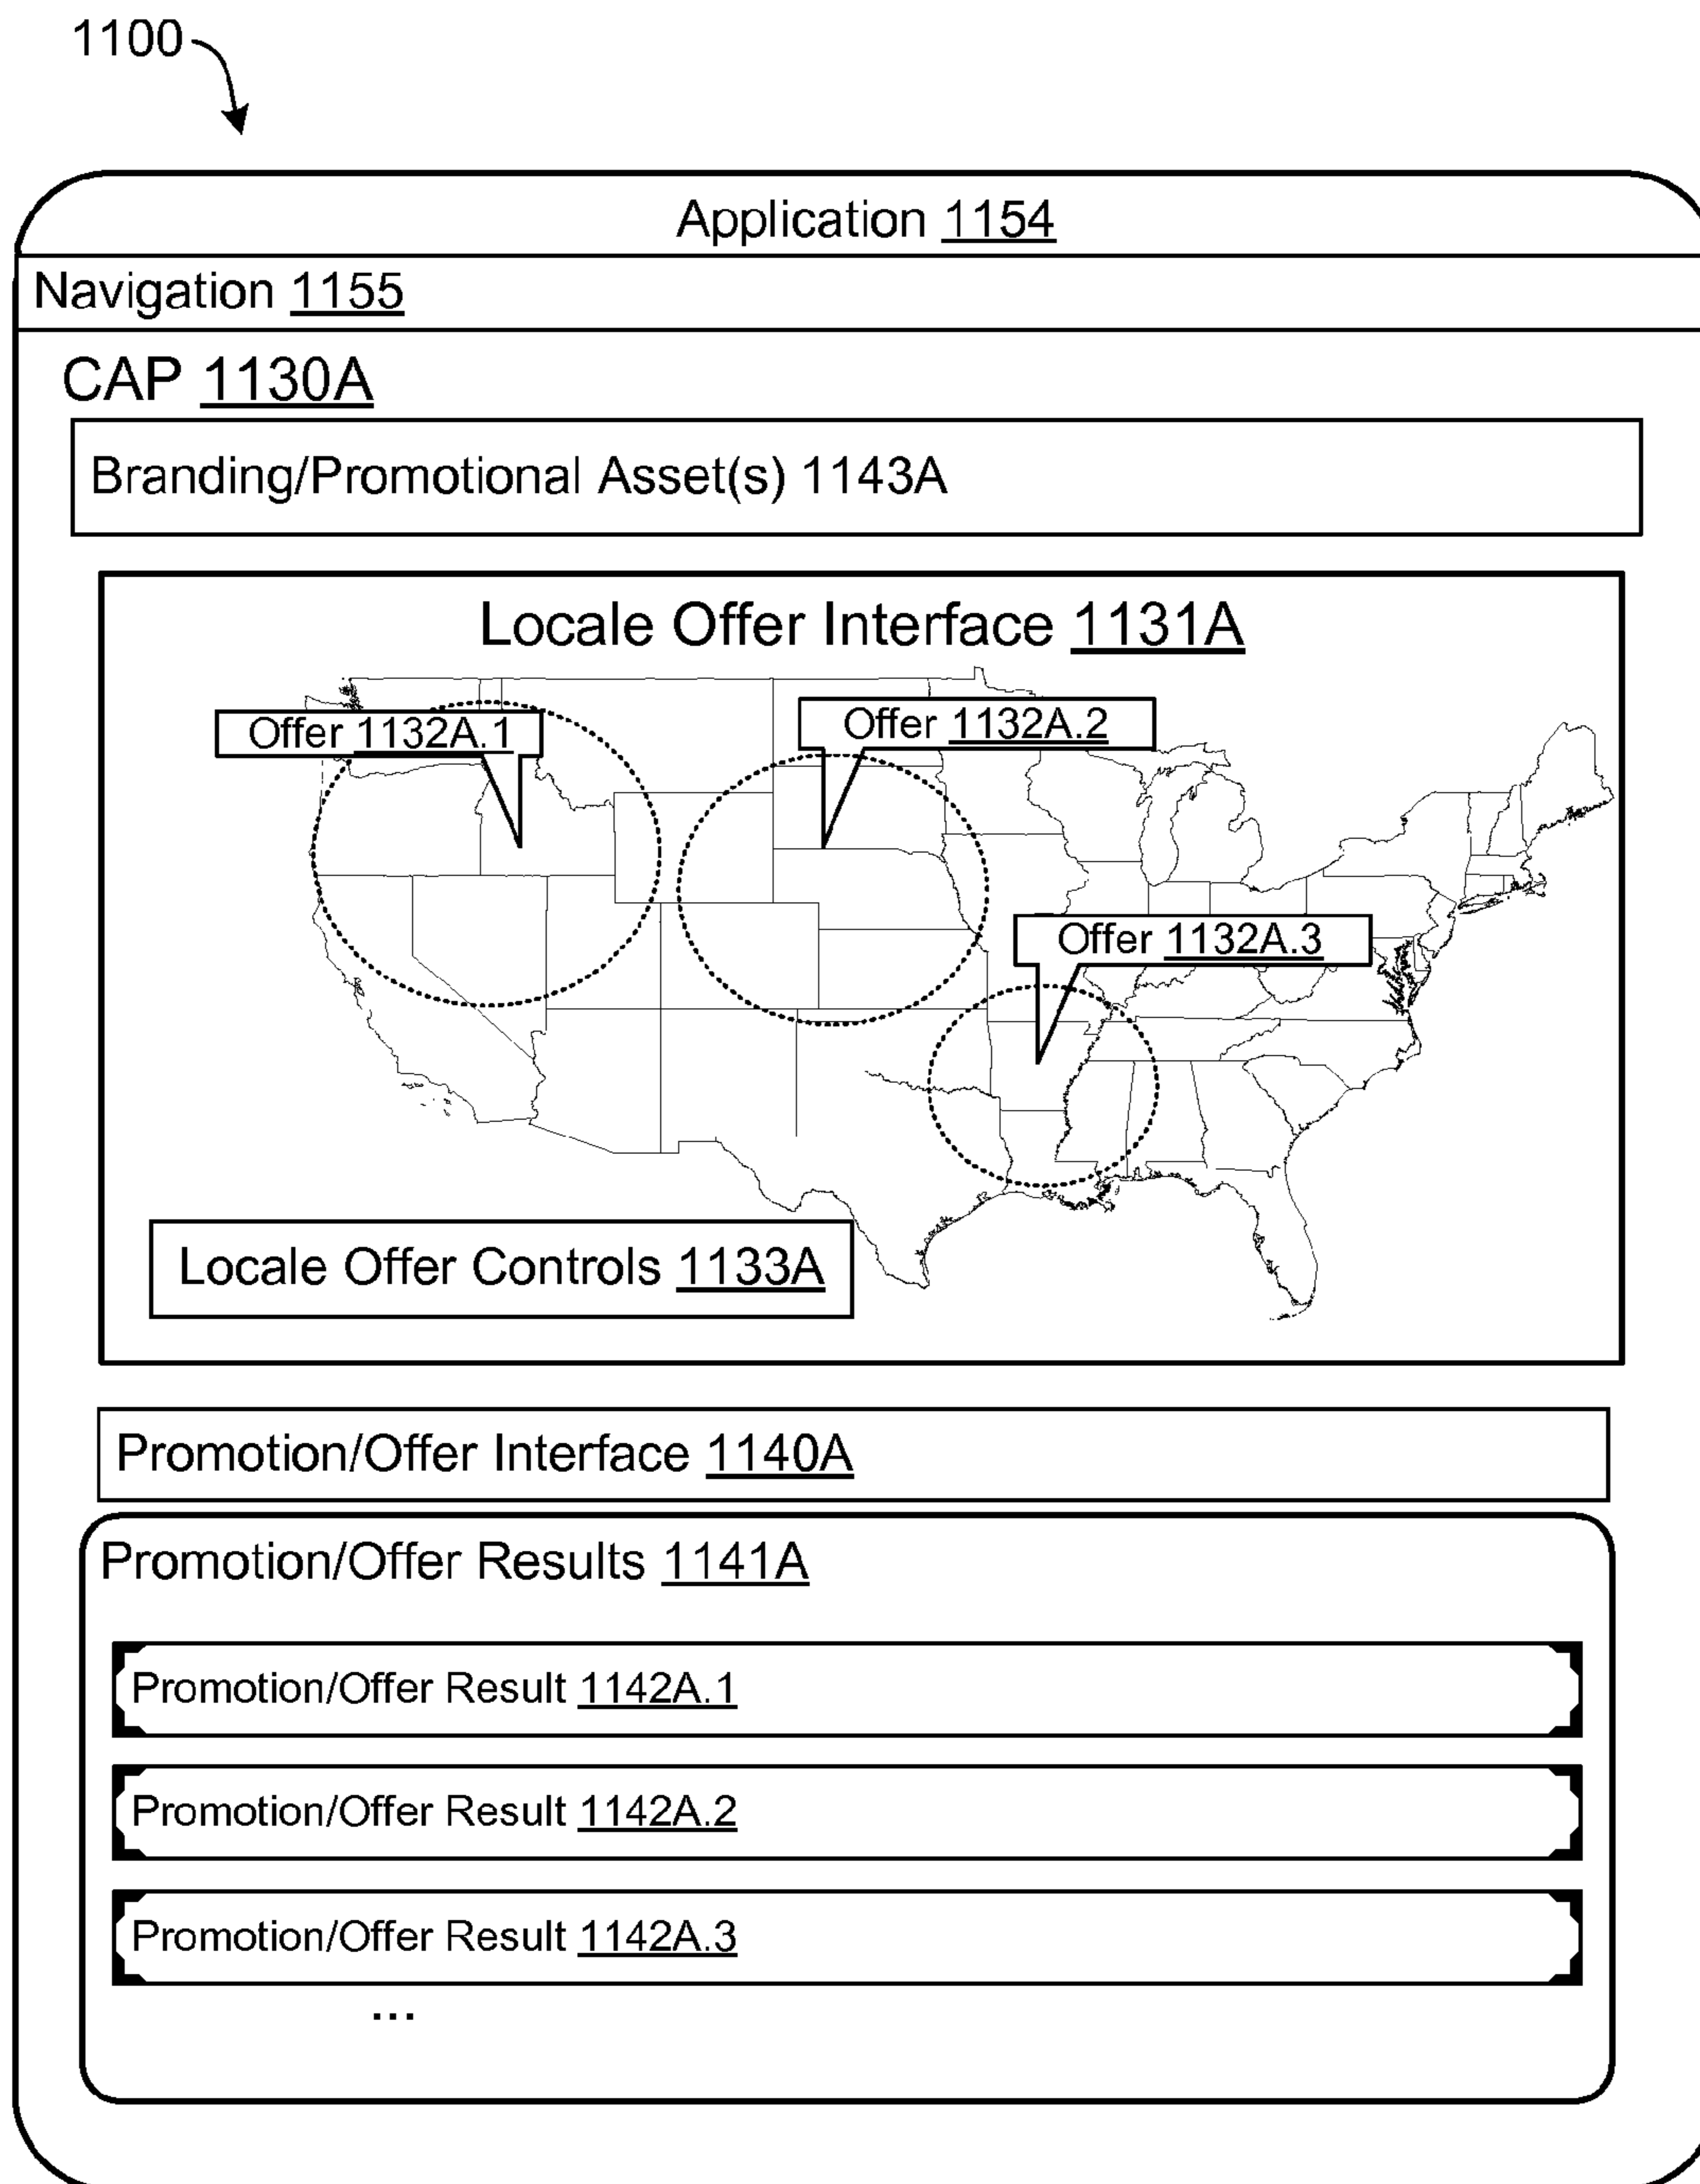 1100
Application 1154
Navigation 1155
CAP 1130A
Branding/Promotional Asset(s) 1143A
Locale Offer Interface 1131A
Offer 1132A.1
Offer 1132A.2
Offer 1132A.3
Locale Offer Controls 1133A
Promotion/Offer Interface 1140A
Promotion/Offer Results 1141A
Promotion/Offer Result 1142A.1
Promotion/Offer Result 1142A.2
Promotion/Offer Result 1142A.3
...